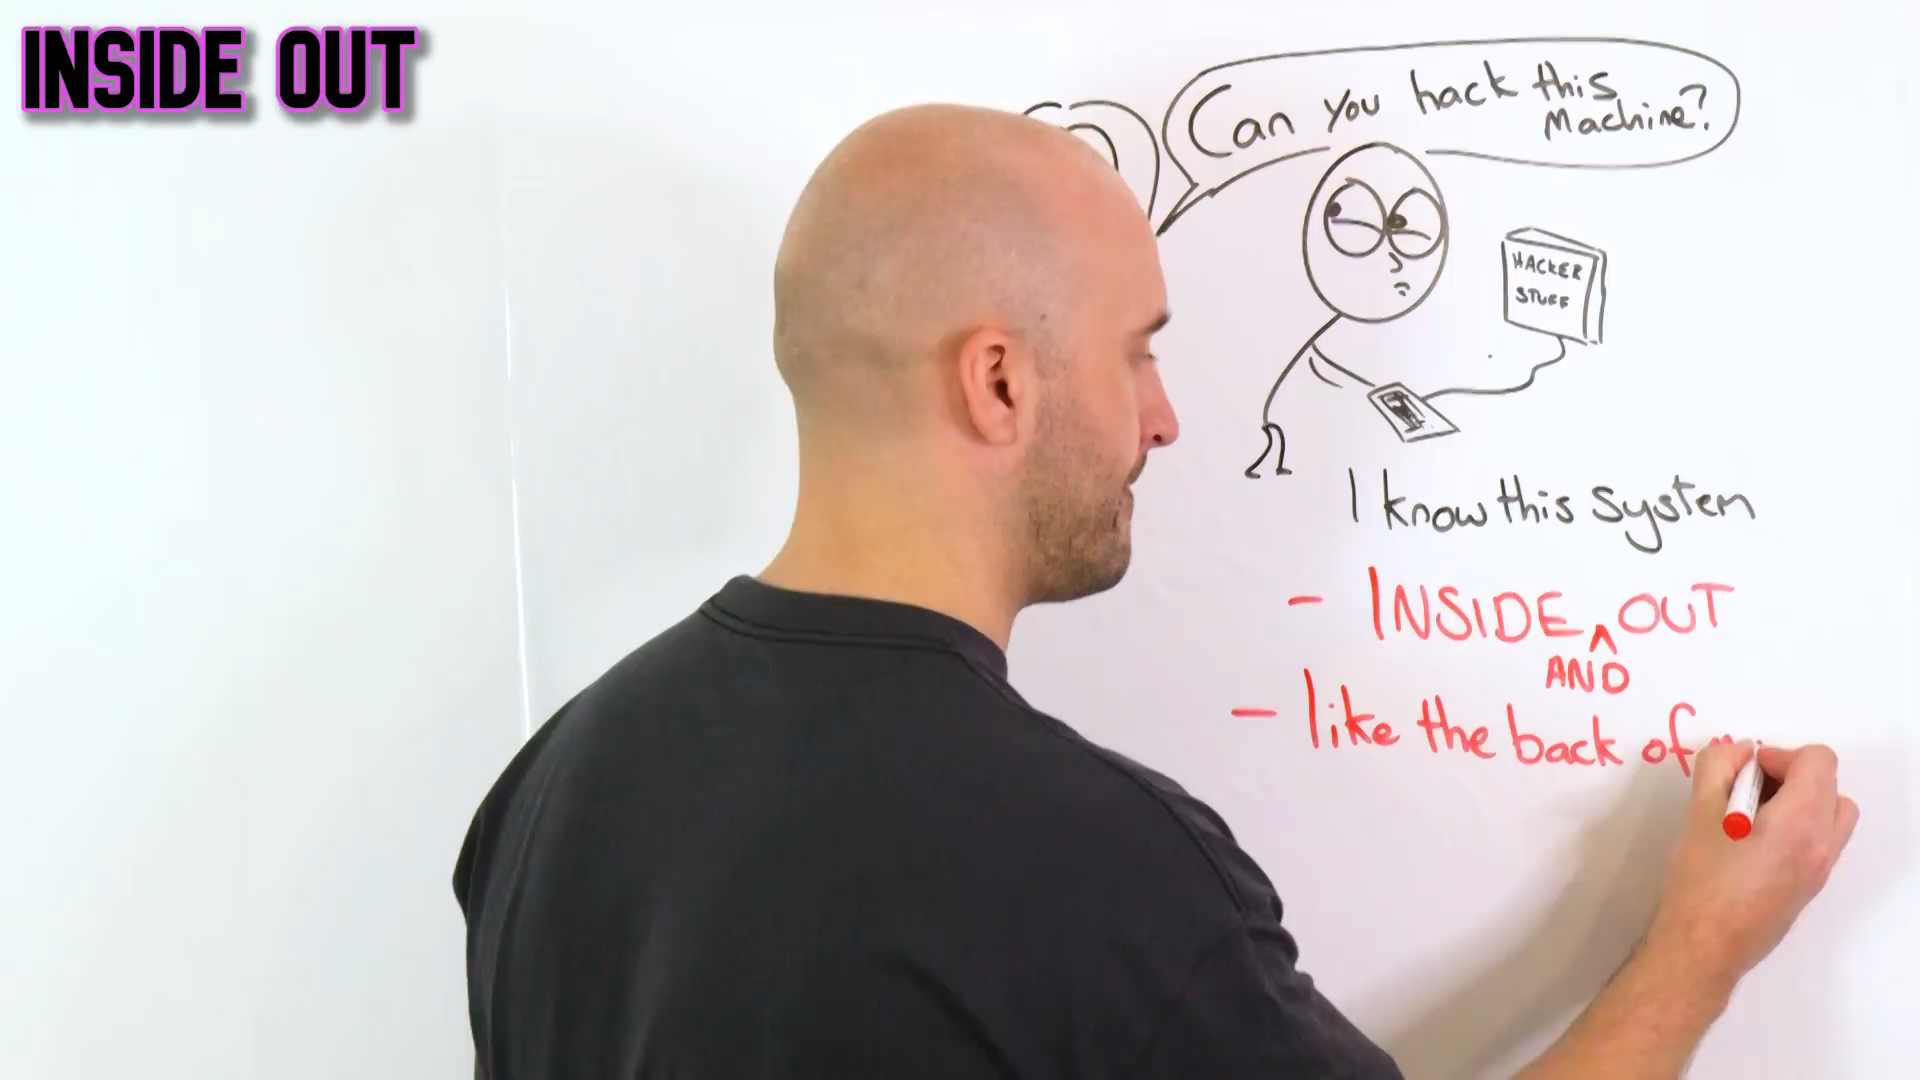 INSIDE OUT
Can you hack this
Machine?
HACKER
STUFF
I know this system
- INSIDE OUT
^
AND
- like the back of